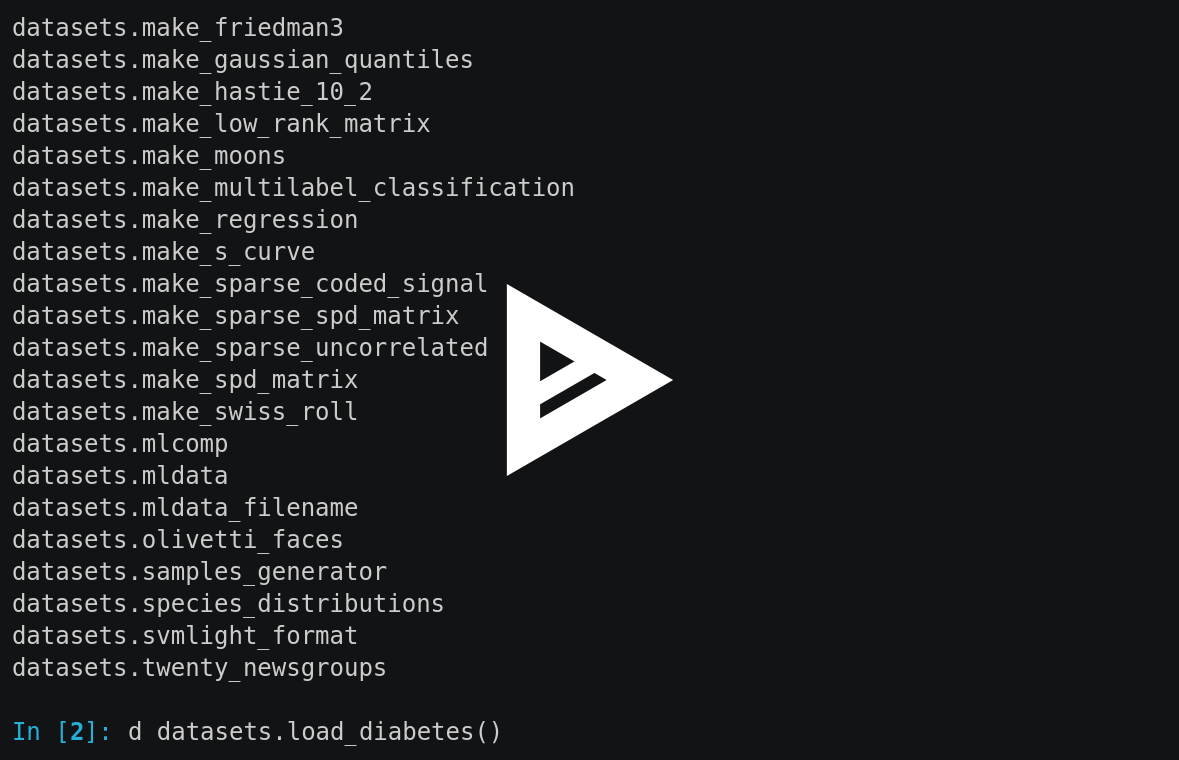 datasets.make_friedman3
datasets.make_gaussian_quantiles
datasets.make_hastie_10_2
datasets.make_low_rank_matrix
datasets.make_moons
datasets.make_multilabel_classification
datasets.make_regression
datasets.make_s_curve
datasets.make_sparse_coded_signal
datasets.make_sparse_spd_matrix
datasets.make_sparse_uncorrelated
datasets.make_spd_matrix
datasets.make_swiss_roll
datasets.mlcomp
datasets.mldata
datasets.mldata_filename
datasets.olivetti_faces
datasets.samples_generator
datasets.species_distributions
datasets.svmlight_format
datasets.twenty_newsgroups
In [2]: d datasets.load_diabetes()